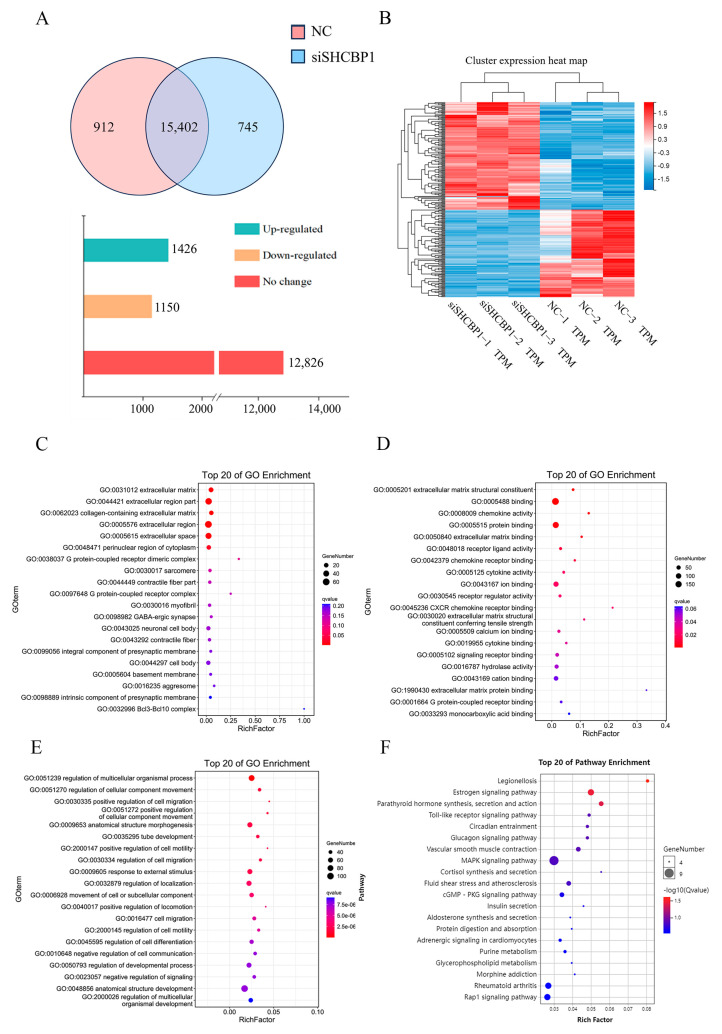 A
NC
siSHCBP1
912
15,402
745
Up-regulated
Down-regulated
No change
1426
1150
12,826
1000
2000
12,000
14,000
B
Cluster expression heat map
1.5
0.9
0.3
-0.3
-0.9
-1.5
siSHCBP1-1 TPM
siSHCBP1-2 TPM
siSHCBP1-3 TPM
NC-1 TPM
NC-2 TPM
NC-3 TPM
C
Top 20 of GO Enrichment
GOterm
GO:0031012 extracellular matrix
GO:0044421 extracellular region part
GO:0062023 collagen-containing extracellular matrix
GO:0005576 extracellular region
GO:0005615 extracellular space
GO:0048471 perinuclear region of cytoplasm
GO:0038037 G protein-coupled receptor dimeric complex
GO:0030017 sarcomere
GO:0044449 contractile fiber part
GO:0097648 G protein-coupled receptor complex
GO:0030016 myofibril
GO:0098982 GABA-ergic synapse
GO:0043025 neuronal cell body
GO:0043292 contractile fiber
GO:0099056 integral component of presynaptic membrane
GO:0044297 cell body
GO:0005604 basement membrane
GO:0016235 aggresome
GO:0098889 intrinsic component of presynaptic membrane
GO:0032996 Bcl3-Bcl10 complex
0.00
0.25
0.50
0.75
1.00
RichFactor
GeneNumber
20
40
60
qvalue
0.20
0.15
0.10
0.05
D
Top 20 of GO Enrichment
GOterm
GO:0005201 extracellular matrix structural constituent
GO:0005488 binding
GO:0008009 chemokine activity
GO:0005515 protein binding
GO:0050840 extracellular matrix binding
GO:0048018 receptor ligand activity
GO:0042379 chemokine receptor binding
GO:0005125 cytokine activity
GO:0043167 ion binding
GO:0030545 receptor regulator activity
GO:0045236 CXCR chemokine receptor binding
GO:0030020 extracellular matrix structural
constituent conferring tensile strength
GO:0005509 calcium ion binding
GO:0019955 cytokine binding
GO:0005102 signaling receptor binding
GO:0016787 hydrolase activity
GO:0043169 cation binding
GO:1990430 extracellular matrix protein binding
GO:0001664 G protein-coupled receptor binding
GO:0033293 monocarboxylic acid binding
0.0
0.1
0.2
0.3
0.4
RichFactor
GeneNumber
50
100
150
qvalue
0.06
0.04
0.02
0.00
E
Top 20 of GO Enrichment
GOterm
GO:0051239 regulation of multicellular organismal process
GO:0051270 regulation of cellular component movement
GO:0030335 positive regulation of cell migration
GO:0051272 positive regulation
of cellular component movement
GO:0009653 anatomical structure morphogenesis
GO:0035295 tube development
GO:2000147 positive regulation of cell motility
GO:0030334 regulation of cell migration
GO:0009605 response to external stimulus
GO:0032879 regulation of localization
GO:0006928 movement of cell or subcellular component
GO:0040017 positive regulation of locomotion
GO:0016477 cell migration
GO:2000145 regulation of cell motility
GO:0045595 regulation of cell differentiation
GO:0010648 negative regulation of cell communication
GO:0050793 regulation of developmental process
GO:0023057 negative regulation of signaling
GO:0048856 anatomical structure development
GO:2000026 regulation of multicellular
organismal development
0.00
0.05
0.10
RichFactor
GeneNumber
40
60
80
100
qvalue
7.5e-06
5.0e-06
2.5e-06
F
Top 20 of Pathway Enrichment
Pathway
Legionellosis
Estrogen signaling pathway
Parathyroid hormone synthesis, secretion and action
Toll-like receptor signaling pathway
Circadian entrainment
Glucagon signaling pathway
Vascular smooth muscle contraction
MAPK signaling pathway
Cortisol synthesis and secretion
Fluid shear stress and atherosclerosis
cGMP - PKG signaling pathway
Insulin secretion
Aldosterone synthesis and secretion
Protein digestion and absorption
Adrenergic signaling in cardiomyocytes
Purine metabolism
Glycerophospholipid metabolism
Morphine addiction
Rheumatoid arthritis
Rap1 signaling pathway
0.03
0.04
0.05
0.06
0.07
0.08
Rich Factor
GeneNumber
4
9
-log10(Qvalue)
1.5
1.0